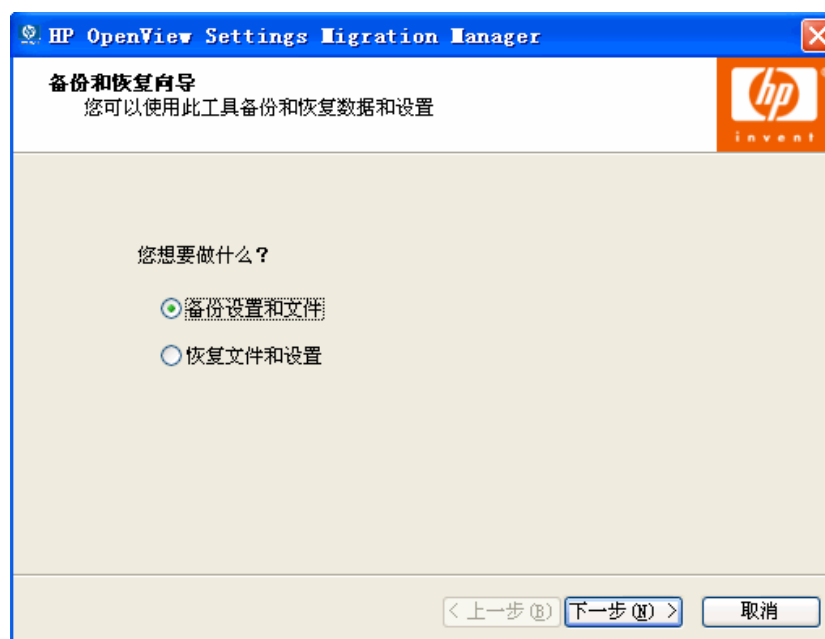 HP OpenView Settings Migration Manager
备份和恢复向导
您可以使用此工具备份和恢复数据和设置
hp
invent
您想要做什么？
备份设置和文件
恢复文件和设置
< 上一步(B)
下一步(N) >
取消